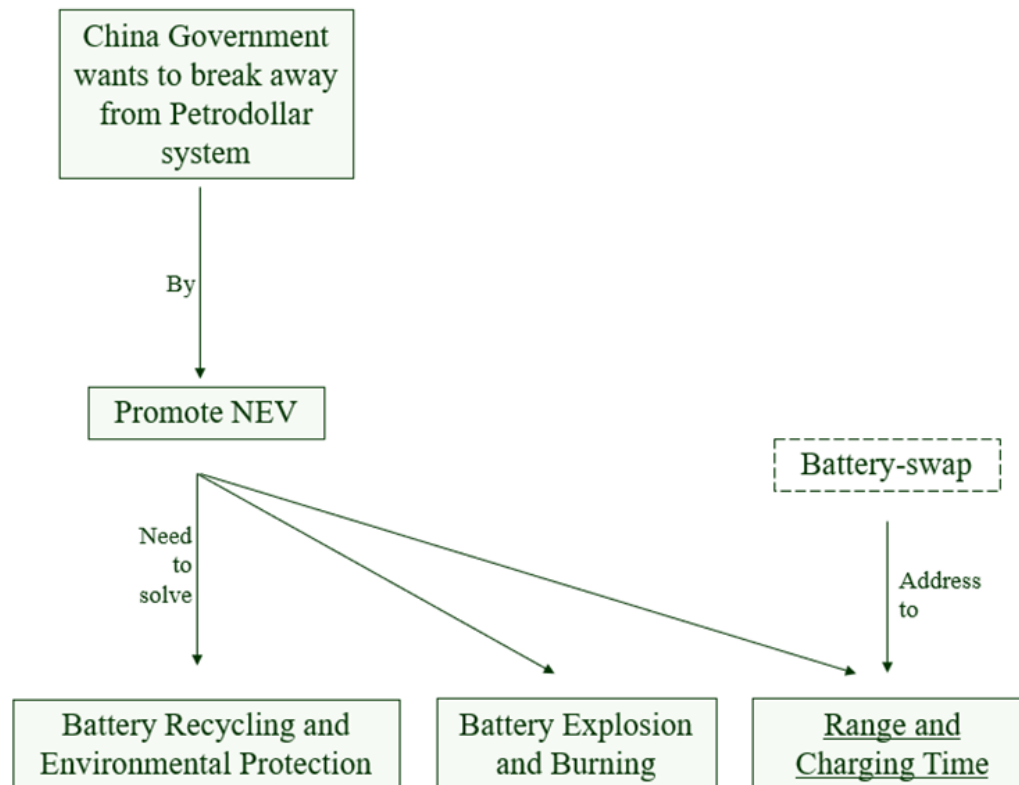 China Government
wants to break away
from Petrodollar
system
By
Promote NEV
Battery-swap
Need
to
solve
Address
to
Battery Recycling and
Environmental Protection
Battery Explosion
and Burning
Range and
Charging Time